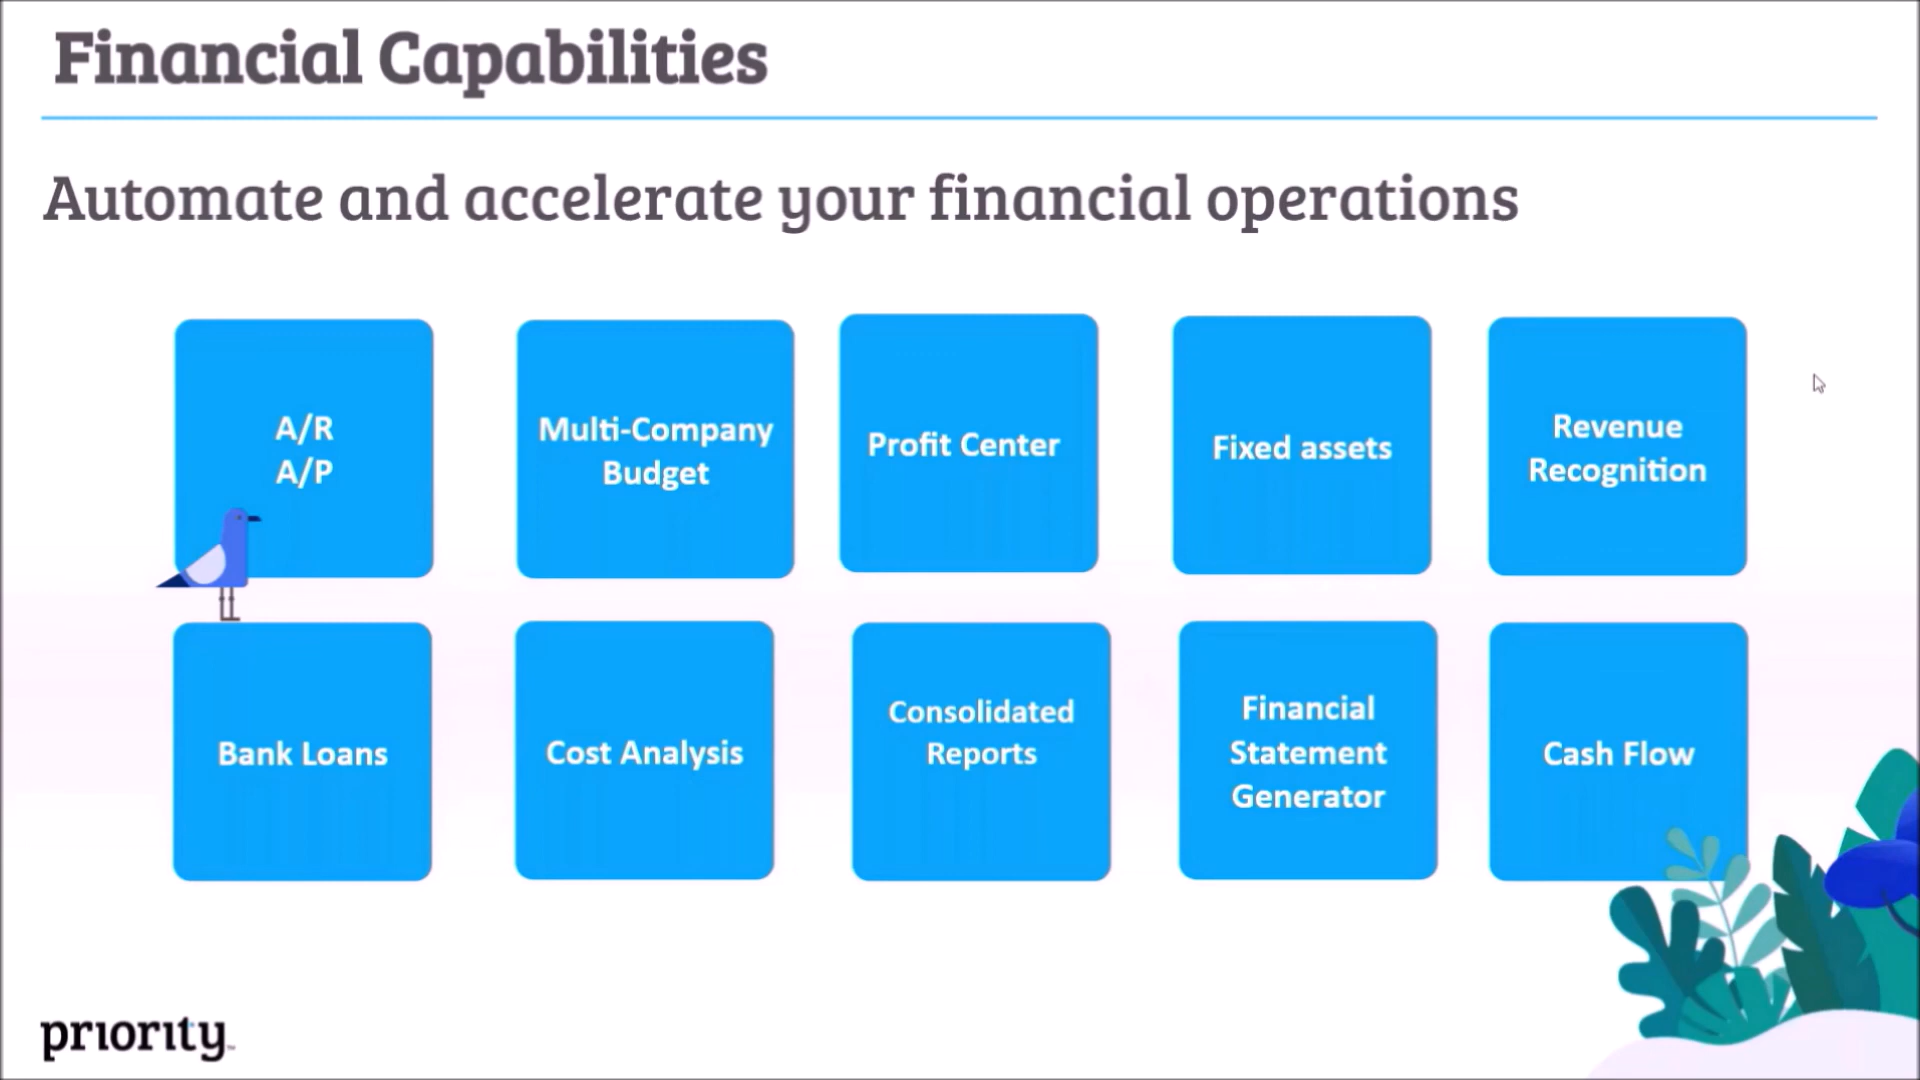 Financial Capabilities
Automate and accelerate your financial operations
A/R
A/P
Multi-Company
Budget
Profit Center
Fixed assets
Revenue
Recognition
Bank Loans
Cost Analysis
Consolidated
Reports
Financial
Statement
Generator
Cash Flow
priority